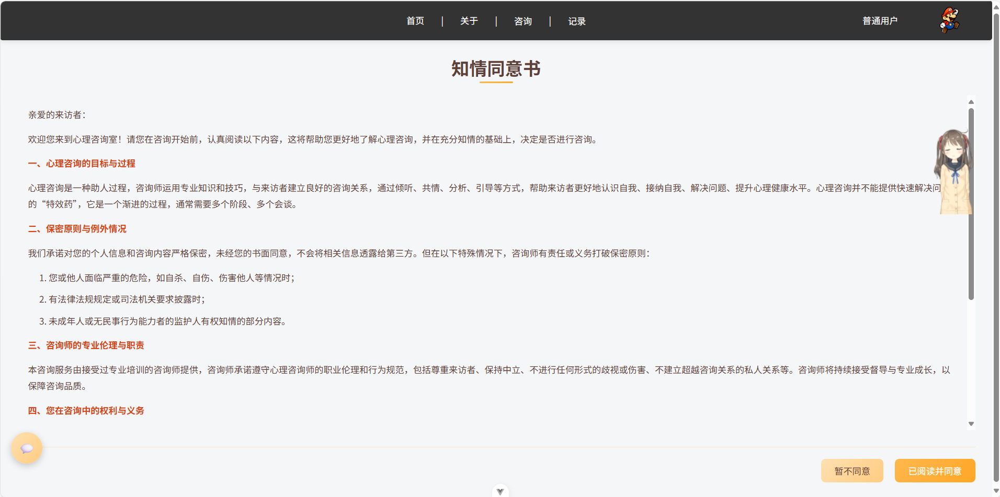 首页 | 关于 | 咨询 | 记录 普通用户
知情同意书
亲爱的来访者：
欢迎您来到心理咨询室！请您在咨询开始前，认真阅读以下内容，这将帮助您更好地了解心理咨询，并在充分知情的基础上，决定是否进行咨询。
一、心理咨询的目标与过程
心理咨询是一种助人过程，咨询师运用专业知识和技巧，与来访者建立良好的咨询关系，通过倾听、共情、分析、引导等方式，帮助来访者更好地认识自我、接纳自我、解决问题、提升心理健康水平。心理咨询并不能提供快速解决问
的“特效药”，它是一个渐进的过程，通常需要多个阶段、多个会谈。
二、保密原则与例外情况
我们承诺对您的个人信息和咨询内容严格保密，未经您的书面同意，不会将相关信息透露给第三方。但在以下特殊情况下，咨询师有责任或义务打破保密原则：
1. 您或他人面临严重的危险，如自杀、自伤、伤害他人等情况时；
2. 有法律法规规定或司法机关要求披露时；
3. 未成年人或无民事行为能力者的监护人有权知情的部分内容。
三、咨询师的专业伦理与职责
本咨询服务由接受过专业培训的咨询师提供，咨询师承诺遵守心理咨询师的职业伦理和行为规范，包括尊重来访者、保持中立、不进行任何形式的歧视或伤害、不建立超越咨询关系的私人关系等。咨询师将持续接受督导与专业成长，以
保障咨询品质。
四、您在咨询中的权利与义务
暂不同意
已阅读并同意